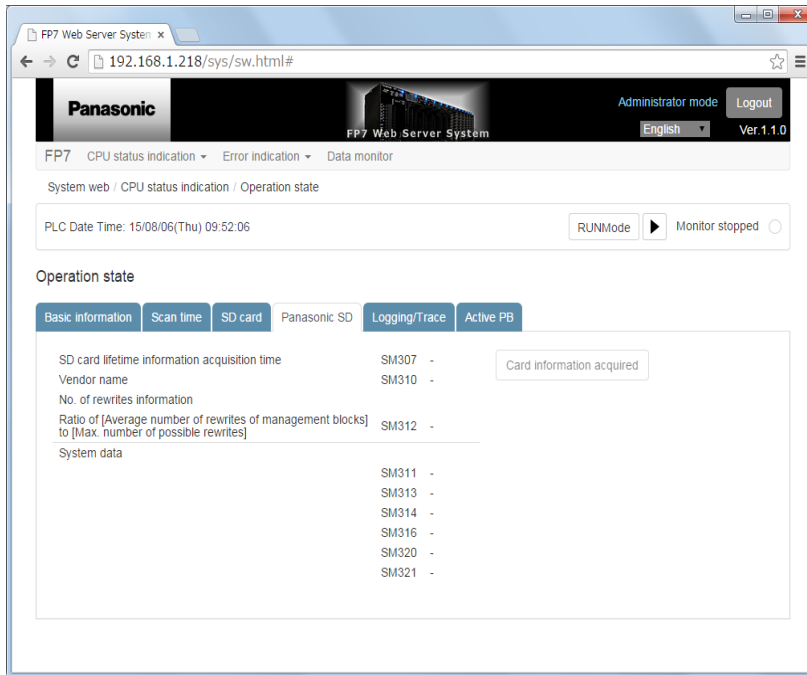 FP7 Web Server System
192.168.1.218/sys/sw.html#
Panasonic
FP7 Web Server System
Administrator mode Logout
English Ver.1.1.0
FP7 CPU status indication Error indication Data monitor
System web / CPU status indication / Operation state
PLC Date Time: 15/08/06(Thu) 09:52:06 RUNMode Monitor stopped
Operation state
Basic information Scan time SD card Panasonic SD Logging/Trace Active PB
SD card lifetime information acquisition time SM307 - Card information acquired
Vendor name SM310 -
No. of rewrites information
Ratio of [Average number of rewrites of management blocks]
to [Max. number of possible rewrites] SM312 -
System data
SM311 -
SM313 -
SM314 -
SM316 -
SM320 -
SM321 -